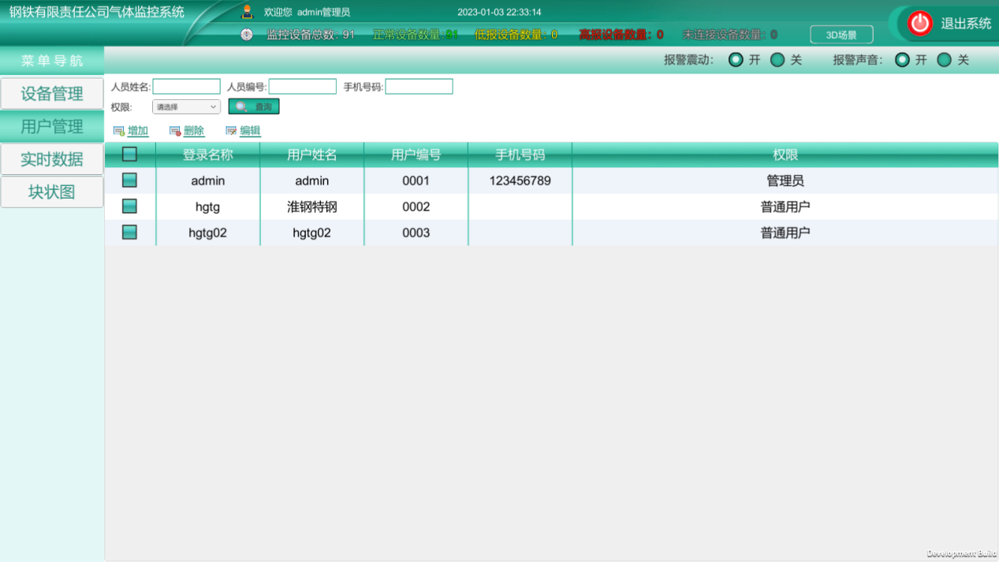 钢铁有限责任公司气体监控系统
欢迎您 admin管理员
2023-01-03 22:33:14
监控设备总数: 91
正常设备数量:91
低报设备数量: 0
高报设备数量: 0
未连接设备数量: 0
3D场景
退出系统
菜单导航
报警震动: 开 关
报警声音: 开 关
设备管理
用户管理
实时数据
块状图
人员姓名:
人员编号:
手机号码:
权限: 请选择
查询
增加 删除 编辑
登录名称 用户姓名 用户编号 手机号码 权限
admin admin 0001 123456789 管理员
hgtg 淮钢特钢 0002 普通用户
hgtg02 hgtg02 0003 普通用户
Development Build